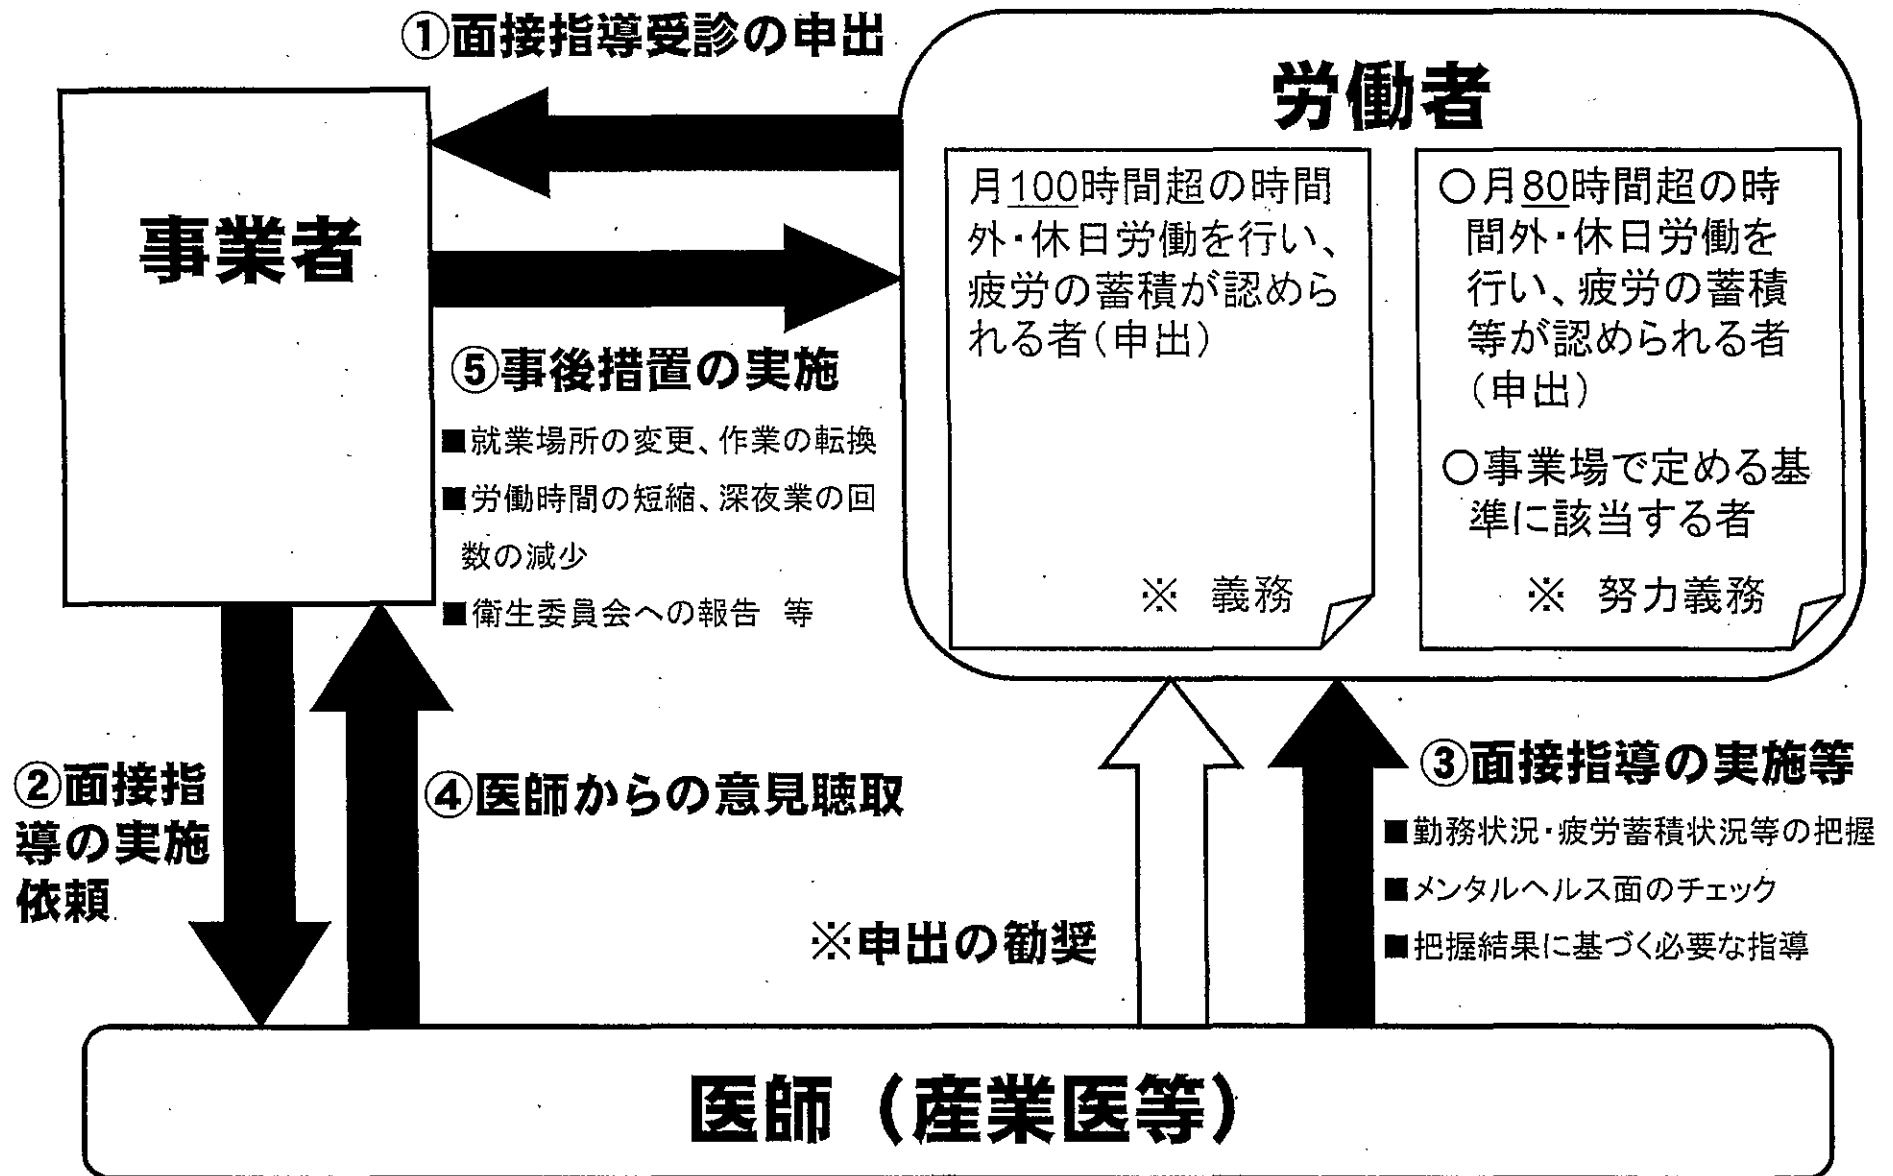 ①面接指導受診の申出
事業者
労働者
月100時間超の時間
外・休日労働を行い、
疲労の蓄積が認めら
れる者（申出）
※ 義務
○月80時間超の時
間外・休日労働を
行い、疲労の蓄積
等が認められる者
（申出）
○事業場で定める基
準に該当する者
※ 努力義務
⑤事後措置の実施
■就業場所の変更、作業の転換
■労働時間の短縮、深夜業の回
数の減少
■衛生委員会への報告 等
②面接指
導の実施
依頼
④医師からの意見聴取
※申出の勧奨
③面接指導の実施等
■勤務状況・疲労蓄積状況等の把握
■メンタルヘルス面のチェック
■把握結果に基づく必要な指導
医師（産業医等）